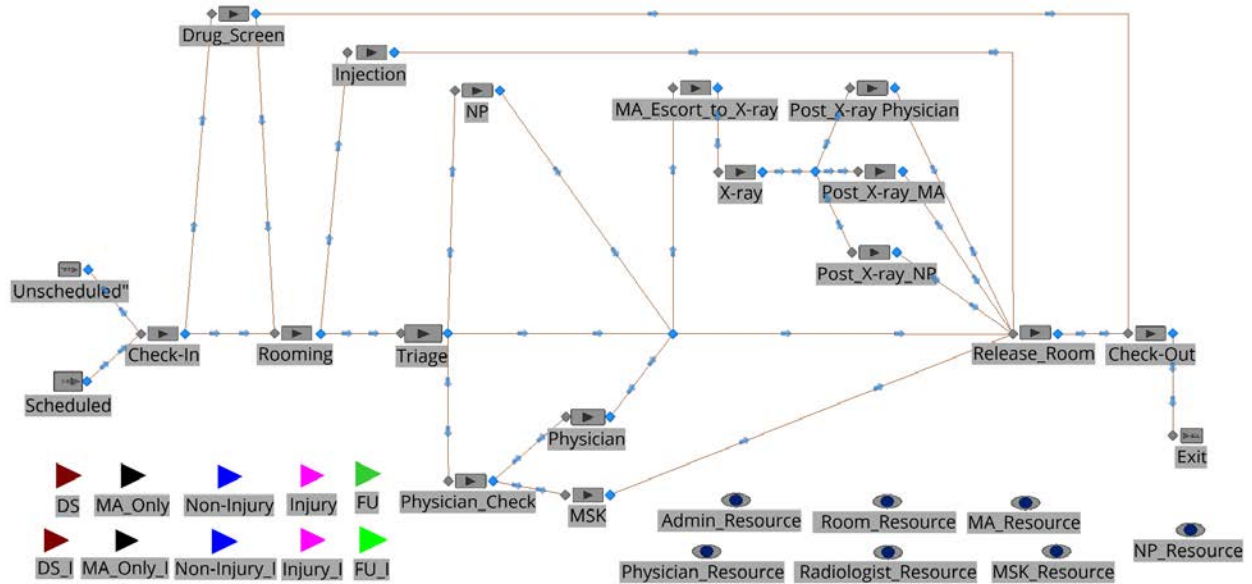 Drug_Screen
Injection
NP
MA_Escort_to_X-ray
Post_X-ray Physician
X-ray
Post_X-ray_MA
Post_X-ray_NP
Unscheduled"
Check-In
Rooming
Triage
Release_Room
Check-Out
Scheduled
Physician
Exit
Physician_Check
MSK
DS
MA_Only
Non-Injury
Injury
FU
Admin_Resource
Room_Resource
MA_Resource
NP_Resource
DS_I
MA_Only_I
Non-Injury_I
Injury_I
FU_I
Physician_Resource
Radiologist_Resource
MSK_Resource